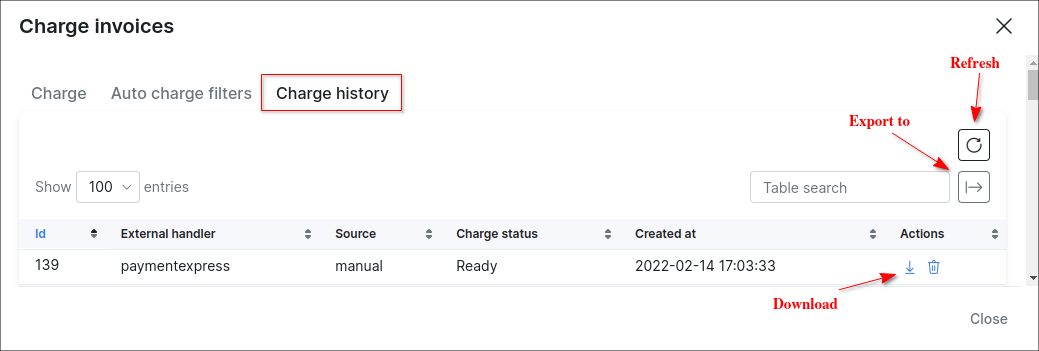 Charge invoices
Refresh
Charge Auto charge filters Charge history
Export to
Show 100 entries Table search
Id External handler Source Charge status Created at Actions
139 paymentexpress manual Ready 2022-02-14 17:03:33
Download
Close